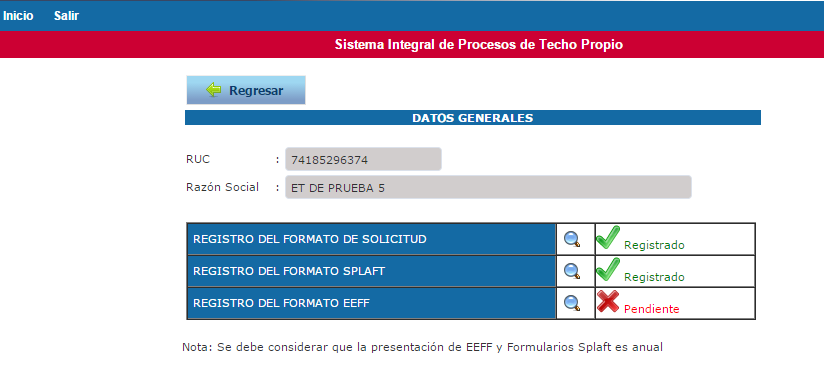 Inicio Salir
Sistema Integral de Procesos de Techo Propio
Regresar
DATOS GENERALES
RUC : 74185296374
Razón Social : ET DE PRUEBA 5
REGISTRO DEL FORMATO DE SOLICITUD Registrado
REGISTRO DEL FORMATO SPLAFT Registrado
REGISTRO DEL FORMATO EEFF Pendiente
Nota: Se debe considerar que la presentación de EEFF y Formularios Splaft es anual